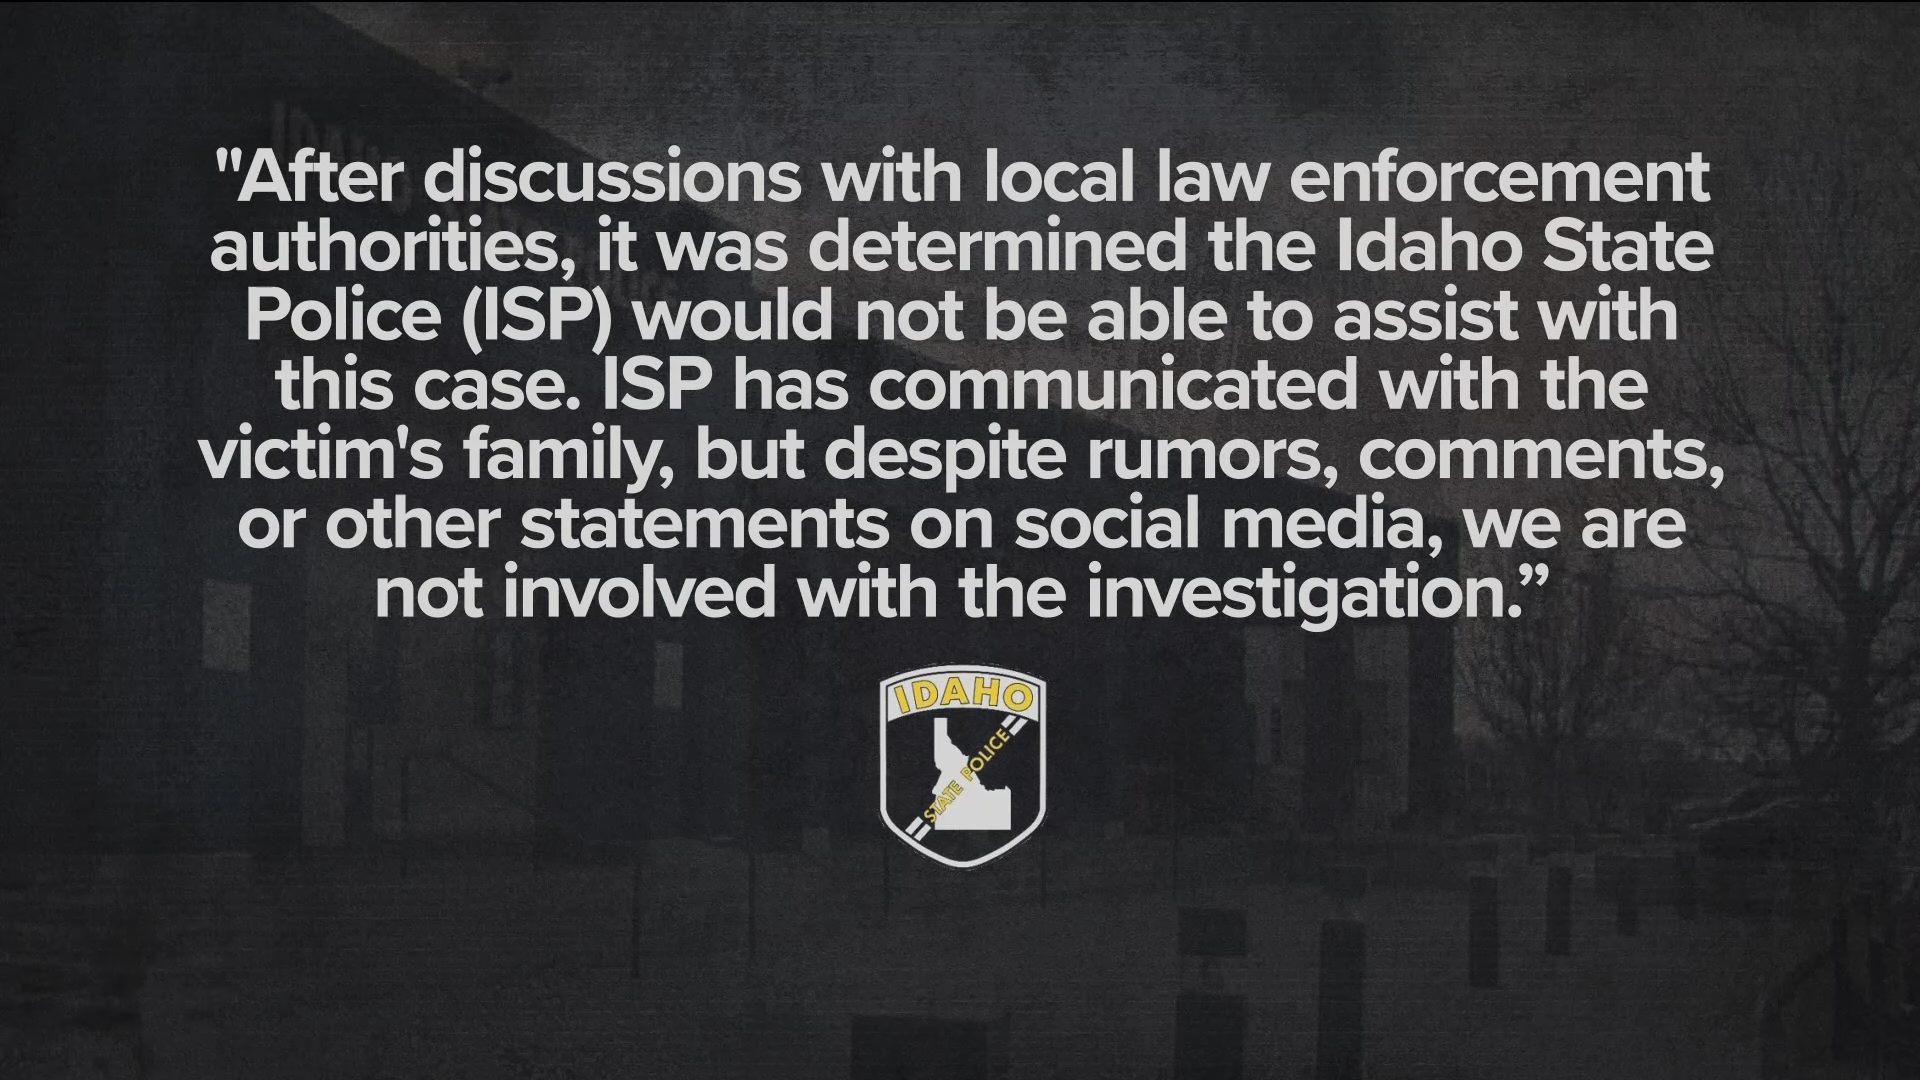 "After discussions with local law enforcement
authorities, it was determined the Idaho State
Police (ISP) would not be able to assist with
this case. ISP has communicated with the
victim's family, but despite rumors, comments,
or other statements on social media, we are
not involved with the investigation.”
IDAHO
STATE POLICE